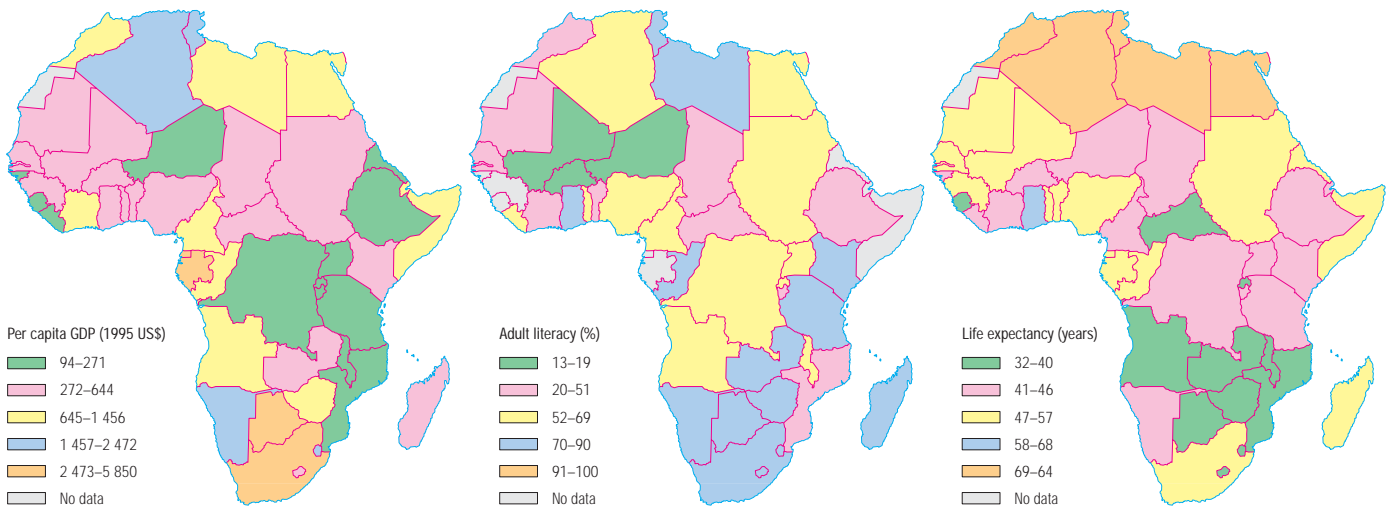 Per capita GDP (1995 US$)
94–271
272–644
645–1 456
1 457–2 472
2 473–5 850
No data
Adult literacy (%)
13–19
20–51
52–69
70–90
91–100
No data
Life expectancy (years)
32–40
41–46
47–57
58–68
69–64
No data